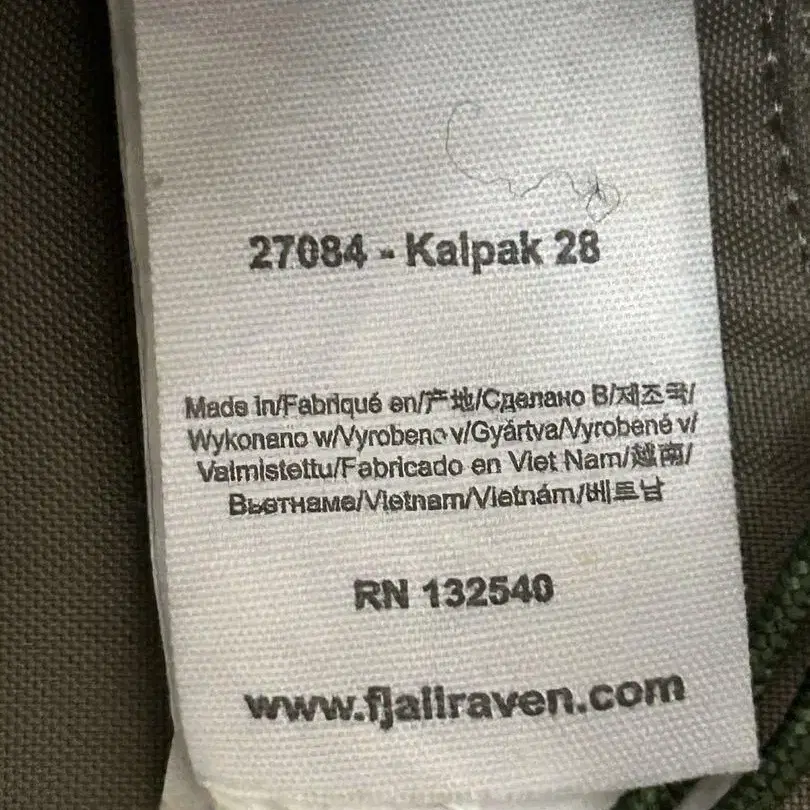 27084 - Kalpak 28
Made in/Fabriqué en/产地/Сделано В/제조국/
Wykonano w/Vyrobeno v/Gyártva/Vyrobené v/
Valmistettu/Fabricado en Viet Nam/越南/
Вьетнаме/Vietnam/Vietnám/베트남
RN 132540
www.fjallraven.com